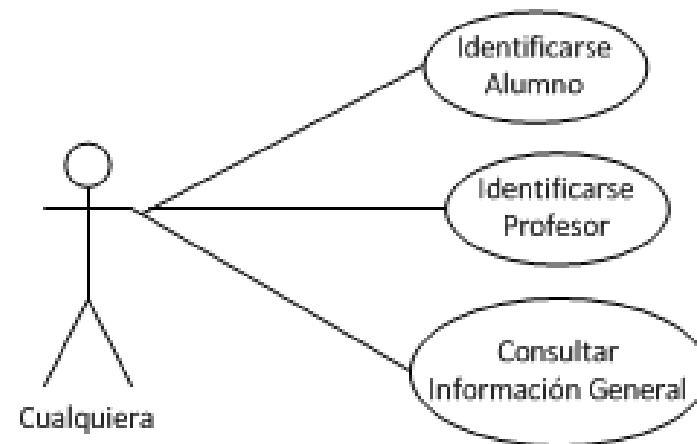 Identificarse
Alumno
Identificarse
Profesor
Consultar
Información General
Cualquiera